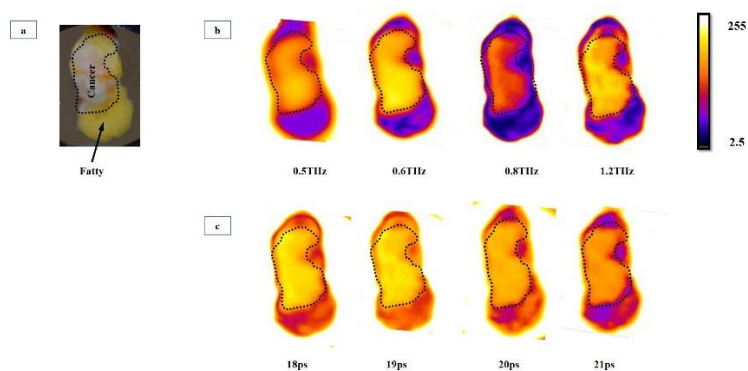 a
b
255
2.5
Cancer
Fatty
0.5THz
0.6THz
0.8THz
1.2THz
c
18ps
19ps
20ps
21ps